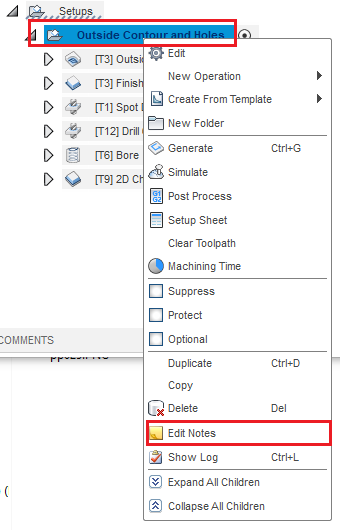 Setups
Outside Contour and Holes
[T3] Outsi
Edit
[T3] Finish
New Operation
[T1] Spot D
Create From Template
[T12] Drill
New Folder
[T6] Bore
Generate Ctrl+G
[T9] 2D Ch
Simulate
Post Process
Setup Sheet
Clear Toolpath
Machining Time
Suppress
Protect
COMMENTS
Optional
Duplicate Ctrl+D
Copy
Delete Del
Edit Notes
Show Log Ctrl+L
Expand All Children
(
Collapse All Children